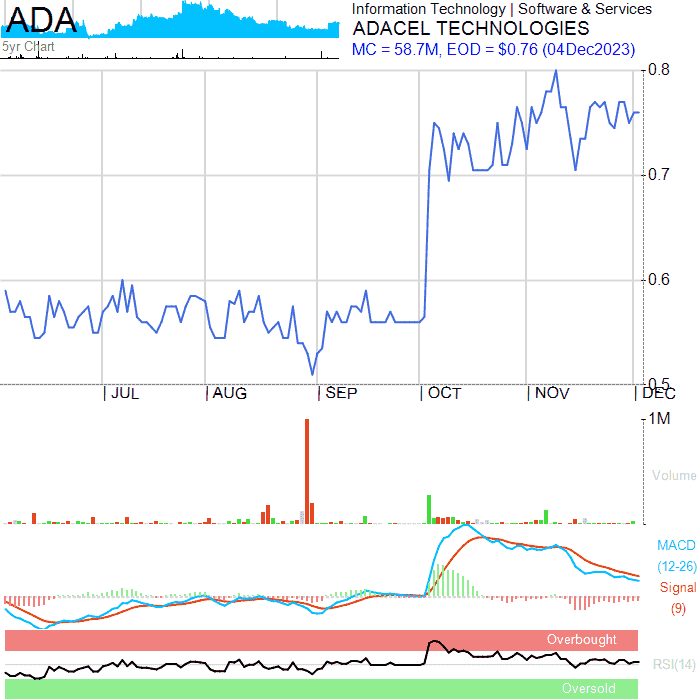 ADA
5yr Chart
Information Technology | Software & Services
ADACEL TECHNOLOGIES
MC = 58.7M, EOD = $0.76 (04Dec2023)
0.8
0.7
0.6
0.5
JUL AUG SEP OCT NOV DEC
1M
Volume
MACD
(12-26)
Signal
(9)
Overbought
RSI(14)
Oversold